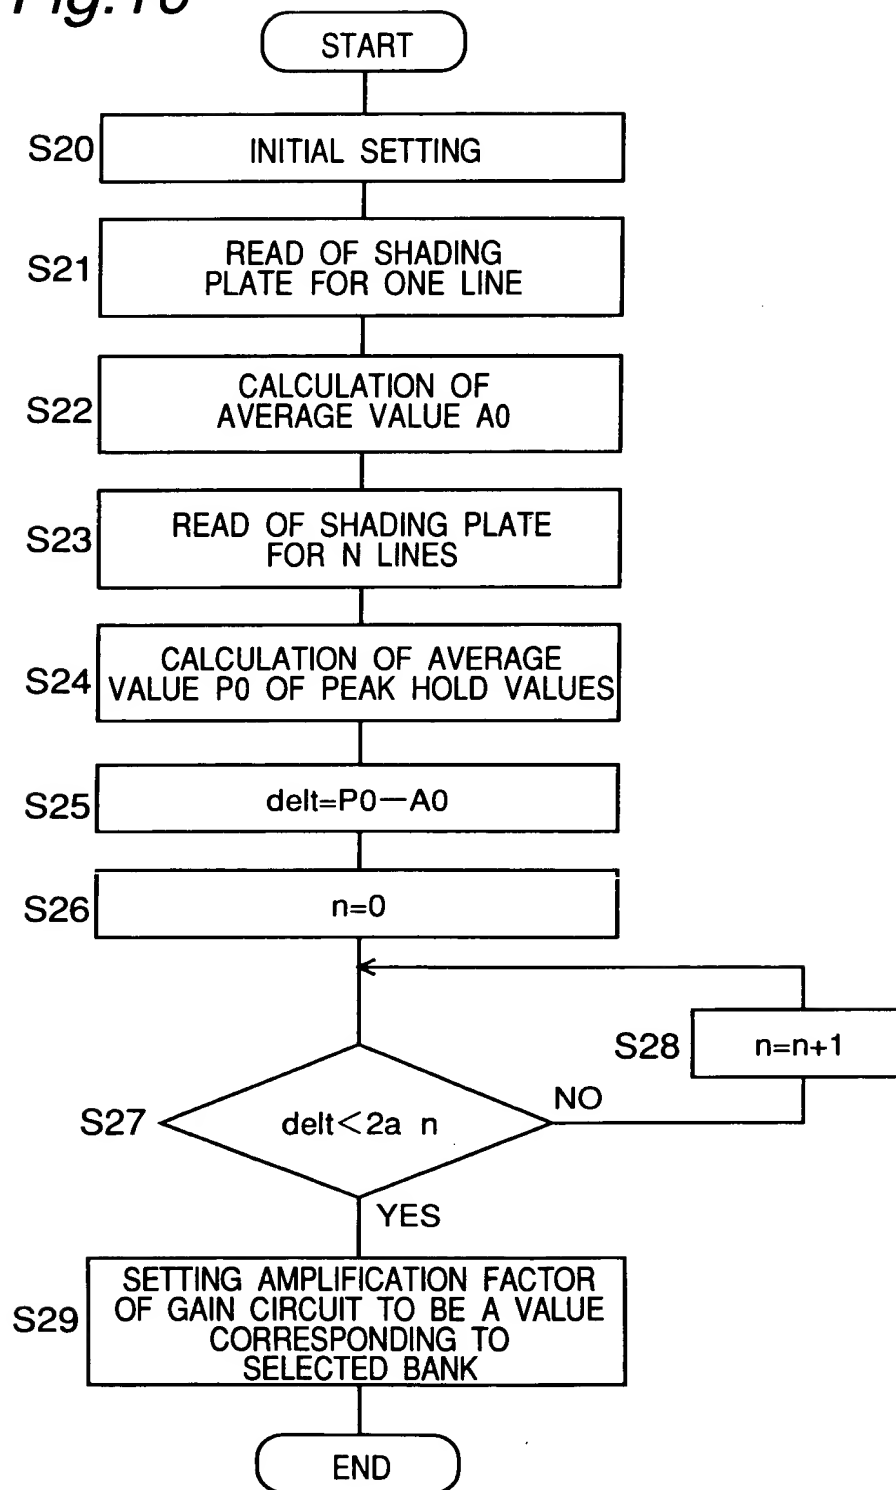 START
S20
INITIAL SETTING
S21
READ OF SHADING
PLATE FOR ONE LINE
S22
CALCULATION OF
AVERAGE VALUE A0
S23
READ OF SHADING PLATE
FOR N LINES
S24
CALCULATION OF AVERAGE
VALUE P0 OF PEAK HOLD VALUES
S25
delt=P0—A0
S26
n=0
S28
n=n+1
S27
delt<2a n
NO
YES
S29
SETTING AMPLIFICATION FACTOR
OF GAIN CIRCUIT TO BE A VALUE
CORRESPONDING TO
SELECTED BANK
END